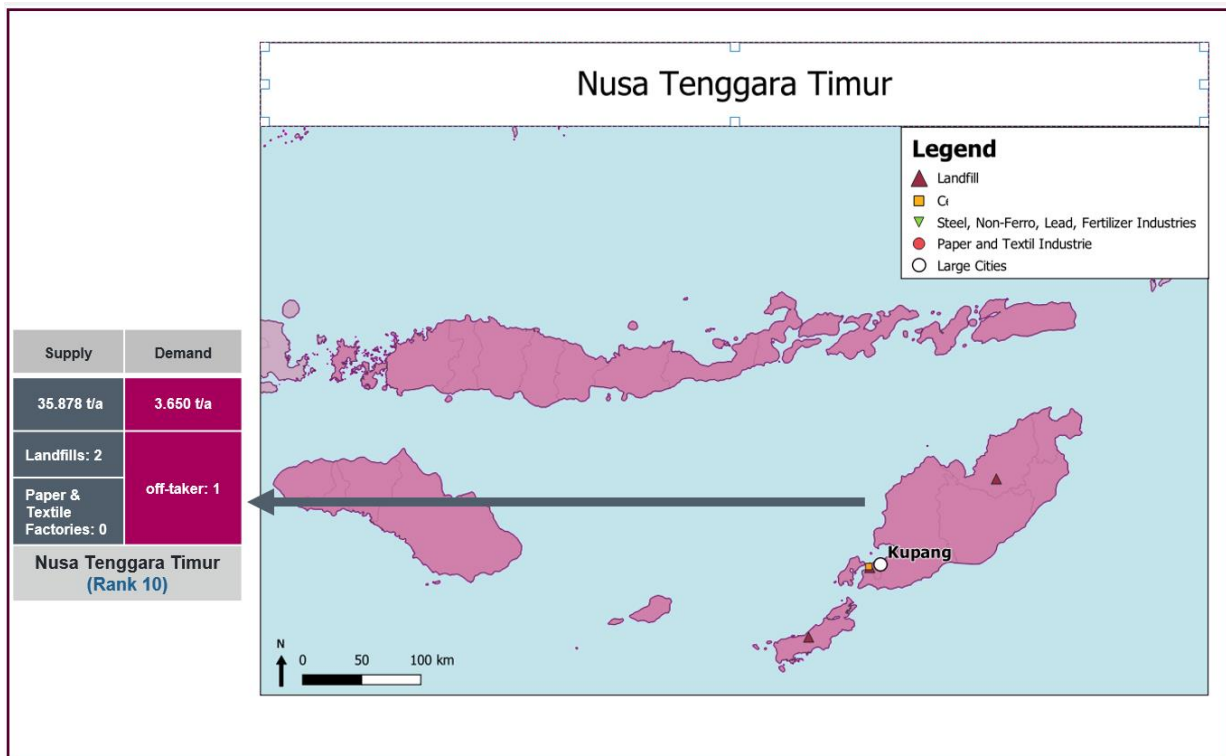 Nusa Tenggara Timur
Legend
Landfill
Steel, Non-Ferro, Lead, Fertilizer Industries
Paper and Textil Industrie
Large Cities
Supply
Demand
35.878 t/a
3.650 t/a
Landfills: 2
off-taker: 1
Paper &
Textile
Factories: 0
Nusa Tenggara Timur
(Rank 10)
Kupang
N
0 50 100 km